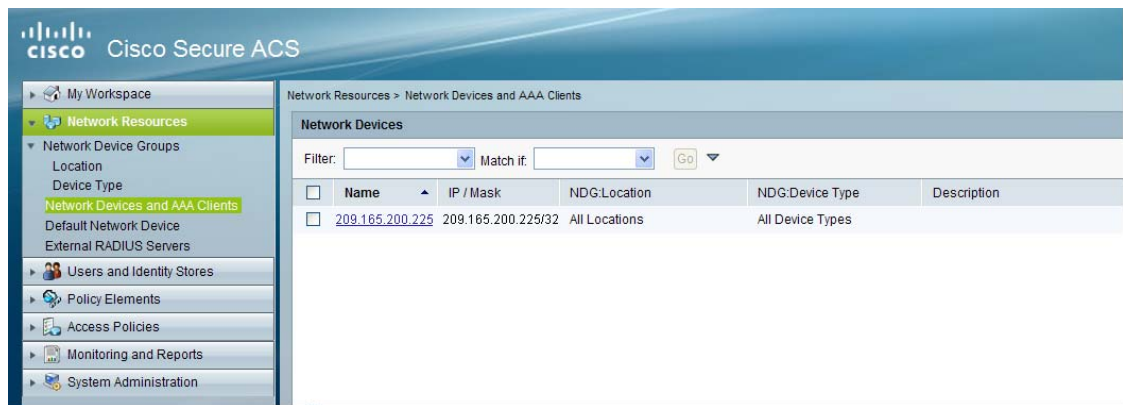 CISCO Cisco Secure ACS
My Workspace
Network Resources
Network Device Groups
Location
Device Type
Network Devices and AAA Clients
Default Network Device
External RADIUS Servers
Users and Identity Stores
Policy Elements
Access Policies
Monitoring and Reports
System Administration
Network Resources > Network Devices and AAA Clients
Network Devices
Filter: Match if: Go
Name IP / Mask NDG:Location NDG:Device Type Description
209.165.200.225 209.165.200.225/32 All Locations All Device Types